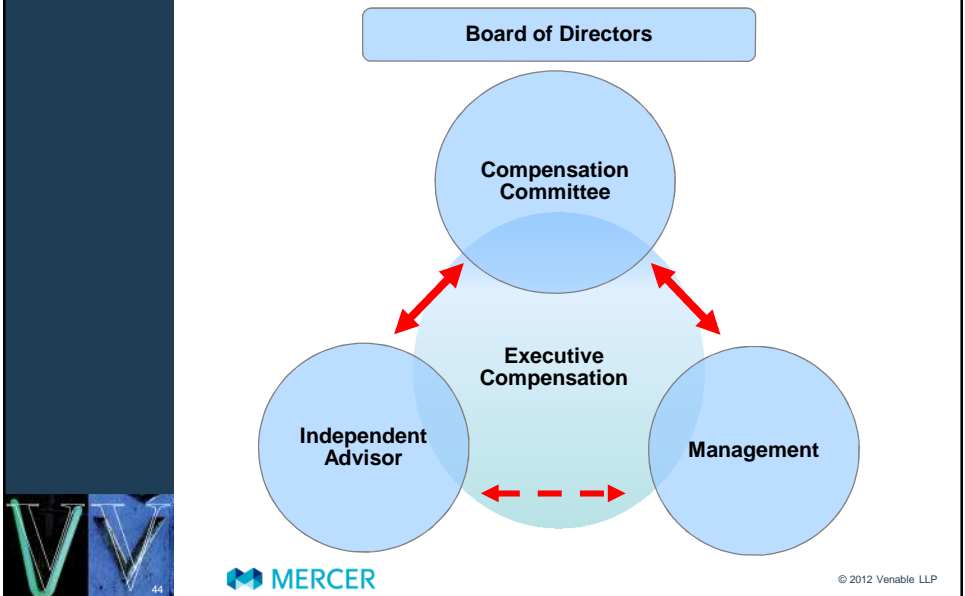 Board of Directors
Compensation
Committee
Executive
Compensation
Independent
Advisor
Management
V V
44
MERCER
© 2012 Venable LLP